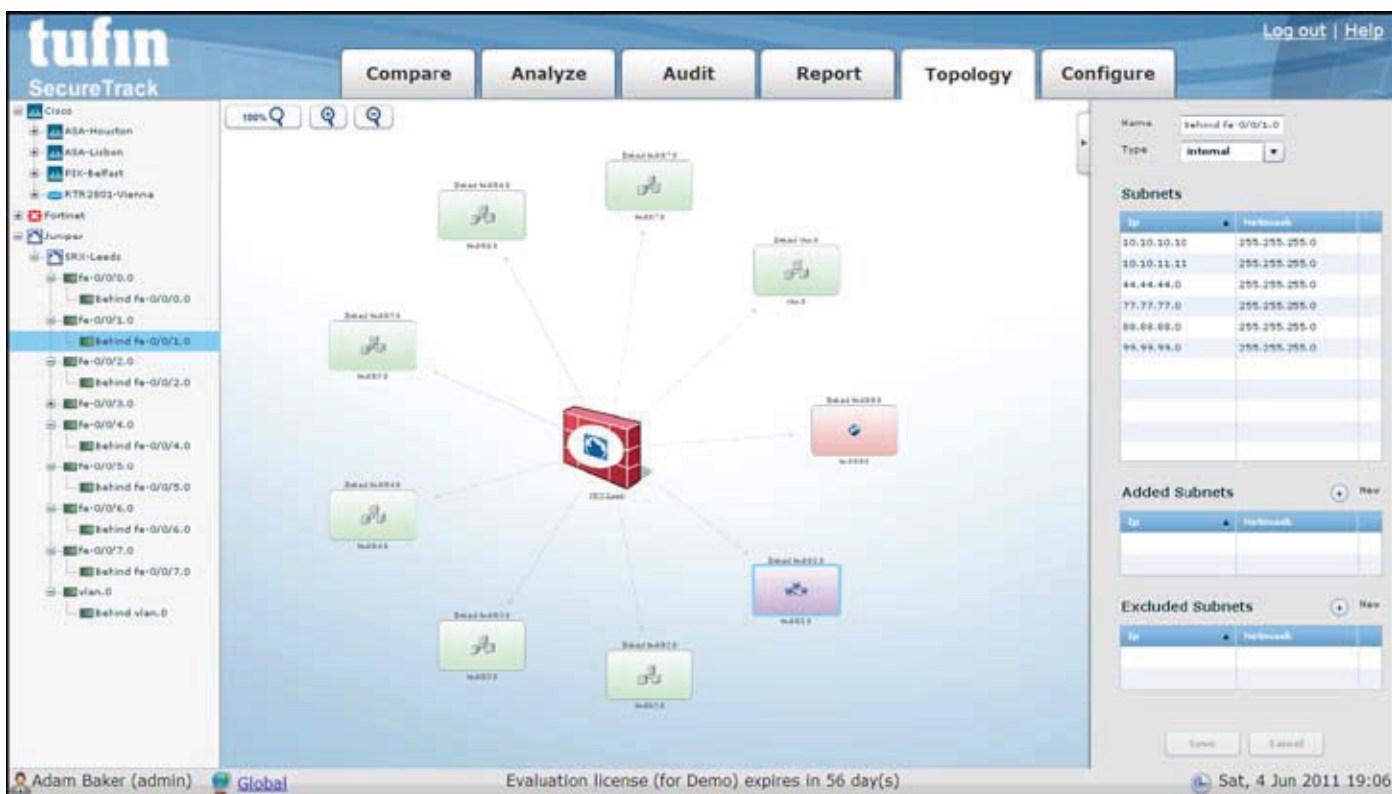 tufin
SecureTrack
Log out | Help
Compare
Analyze
Audit
Report
Topology
Configure
Cisco
ASA-Houston
ASA-Lisbon
PIX-Belfast
RTR2801-Vienna
Fortinet
Juniper
SRX-Leeds
fe-0/0/0.0
Behind fe-0/0/0.0
fe-0/0/1.0
Behind fe-0/0/1.0
fe-0/0/2.0
Behind fe-0/0/2.0
fe-0/0/3.0
fe-0/0/4.0
Behind fe-0/0/4.0
fe-0/0/5.0
Behind fe-0/0/5.0
fe-0/0/6.0
Behind fe-0/0/6.0
fe-0/0/7.0
Behind fe-0/0/7.0
vlan.0
Behind vlan.0
100%
Name
behind fe-0/0/1.0
Type
internal
Subnets
Ip Netmask
10.10.10.10 255.255.255.0
10.10.11.11 255.255.255.0
44.44.44.0 255.255.255.0
77.77.77.0 255.255.255.0
88.88.88.0 255.255.255.0
99.99.99.0 255.255.255.0
Added Subnets
New
Ip Netmask
Excluded Subnets
New
Ip Netmask
Save
Cancel
Adam Baker (admin)
Global
Evaluation license (for Demo) expires in 56 day(s)
Sat, 4 Jun 2011 19:06